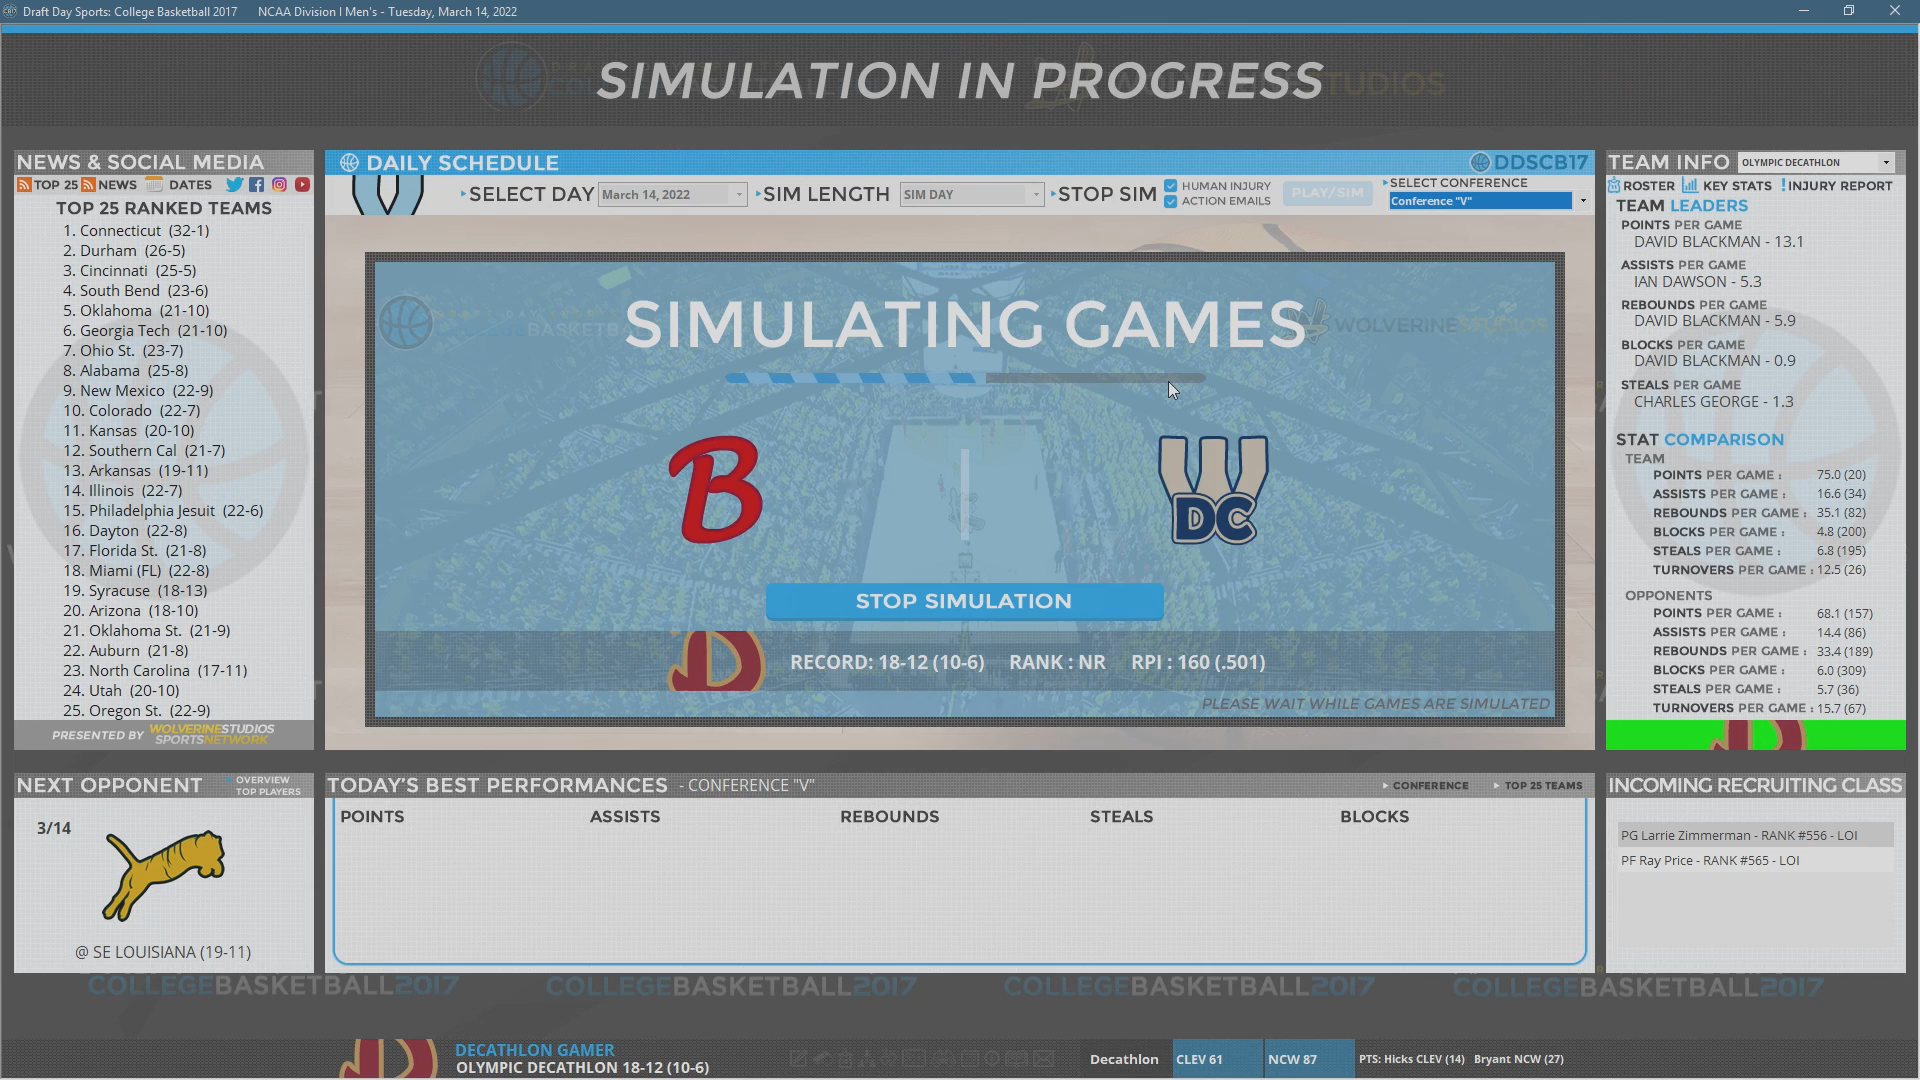 Draft Day Sports: College Basketball 2017 NCAA Division I Men's - Tuesday, March 14, 2022
SIMULATION IN PROGRESS
NEWS & SOCIAL MEDIA
TOP 25 NEWS DATES
TOP 25 RANKED TEAMS
1. Connecticut (32-1)
2. Durham (26-5)
3. Cincinnati (25-5)
4. South Bend (23-6)
5. Oklahoma (21-10)
6. Georgia Tech (21-10)
7. Ohio St. (23-7)
8. Alabama (25-8)
9. New Mexico (22-9)
10. Colorado (22-7)
11. Kansas (20-10)
12. Southern Cal (21-7)
13. Arkansas (19-11)
14. Illinois (22-7)
15. Philadelphia Jesuit (22-6)
16. Dayton (22-8)
17. Florida St. (21-8)
18. Miami (FL) (22-8)
19. Syracuse (18-13)
20. Arizona (18-10)
21. Oklahoma St. (21-9)
22. Auburn (21-8)
23. North Carolina (17-11)
24. Utah (20-10)
25. Oregon St. (22-9)
PRESENTED BY WOLVERINESTUDIOS SPORTSNETWORK
DAILY SCHEDULE DDSCB17
SELECT DAY March 14, 2022 SIM LENGTH SIM DAY STOP SIM HUMAN INJURY PLAY/SIM SELECT CONFERENCE
ACTION EMAILS Conference "V"
SIMULATING GAMES
WOLVERINESTUDIOS
B
W
DC
STOP SIMULATION
D RECORD: 18-12 (10-6) RANK : NR RPI : 160 (.501)
PLEASE WAIT WHILE GAMES ARE SIMULATED
TEAM INFO OLYMPIC DECATHLON
ROSTER KEY STATS !INJURY REPORT
TEAM LEADERS
POINTS PER GAME
DAVID BLACKMAN - 13.1
ASSISTS PER GAME
IAN DAWSON - 5.3
REBOUNDS PER GAME
DAVID BLACKMAN - 5.9
BLOCKS PER GAME
DAVID BLACKMAN - 0.9
STEALS PER GAME
CHARLES GEORGE - 1.3
STAT COMPARISON
TEAM
POINTS PER GAME : 75.0 (20)
ASSISTS PER GAME : 16.6 (34)
REBOUNDS PER GAME : 35.1 (82)
BLOCKS PER GAME : 4.8 (200)
STEALS PER GAME : 6.8 (195)
TURNOVERS PER GAME : 12.5 (26)
OPPONENTS
POINTS PER GAME : 68.1 (157)
ASSISTS PER GAME : 14.4 (86)
REBOUNDS PER GAME : 33.4 (189)
BLOCKS PER GAME : 6.0 (309)
STEALS PER GAME : 5.7 (36)
TURNOVERS PER GAME : 15.7 (67)
NEXT OPPONENT OVERVIEW
TOP PLAYERS
3/14
@ SE LOUISIANA (19-11)
TODAY'S BEST PERFORMANCES - CONFERENCE "V" CONFERENCE TOP 25 TEAMS
POINTS ASSISTS REBOUNDS STEALS BLOCKS
INCOMING RECRUITING CLASS
PG Larrie Zimmerman - RANK #556 - LOI
PF Ray Price - RANK #565 - LOI
COLLEGEBASKETBALL2017 COLLEGEBASKETBALL2017 COLLEGEBASKETBALL2017 COLLEGEBASKETBALL2017
DECATHLON GAMER
OLYMPIC DECATHLON 18-12 (10-6)
Decathlon CLEV 61 NCW 87 PTS: Hicks CLEV (14) Bryant NCW (27)